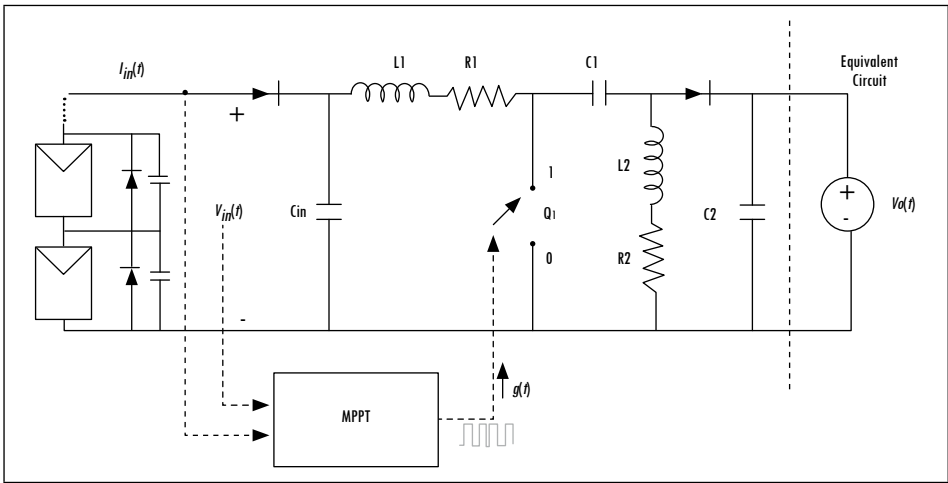 I_in(t)
L1
R1
C1
Equivalent
Circuit
+
V_in(t)
Cin
1
Q1
0
L2
R2
C2
+
-
Vo(t)
-
MPPT
g(t)